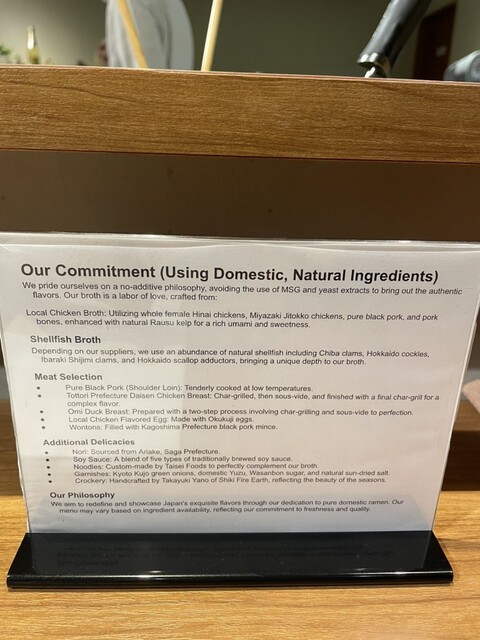 Our Commitment (Using Domestic, Natural Ingredients)
We pride ourselves on a no-additive philosophy, avoiding the use of MSG and yeast extracts to bring out the authentic
flavors. Our broth is a labor of love, crafted from:
Local Chicken Broth: Utilizing whole female Hinai chickens, Miyazaki Jitokko chickens, pure black pork, and pork
bones, enhanced with natural Rausu kelp for a rich umami and sweetness.
Shellfish Broth
Depending on our suppliers, we use an abundance of natural shellfish including Chiba clams, Hokkaido cockles,
Ibaraki Shijimi clams, and Hokkaido scallop adductors, bringing a unique depth to our broth.
Meat Selection
• Pure Black Pork (Shoulder Loin): Tenderly cooked at low temperatures.
• Tottori Prefecture Daisen Chicken Breast: Char-grilled, then sous-vide, and finished with a final char-grill for a
complex flavor.
• Omi Duck Breast: Prepared with a two-step process involving char-grilling and sous-vide to perfection.
• Local Chicken Flavored Egg: Made with Okukuji eggs.
• Wontons: Filled with Kagoshima Prefecture black pork mince.
Additional Delicacies
• Nori: Sourced from Ariake, Saga Prefecture.
• Soy Sauce: A blend of five types of traditionally brewed soy sauce.
• Noodles: Custom-made by Taisei Foods to perfectly complement our broth.
• Garnishes: Kyoto Kujo green onions, domestic Yuzu, Wasanbon sugar, and natural sun-dried salt.
• Crockery: Handcrafted by Takayuki Yano of Shiki Fire Earth, reflecting the beauty of the seasons.
Our Philosophy
We aim to redefine and showcase Japan's exquisite flavors through our dedication to pure domestic ramen. Our
menu may vary based on ingredient availability, reflecting our commitment to freshness and quality.